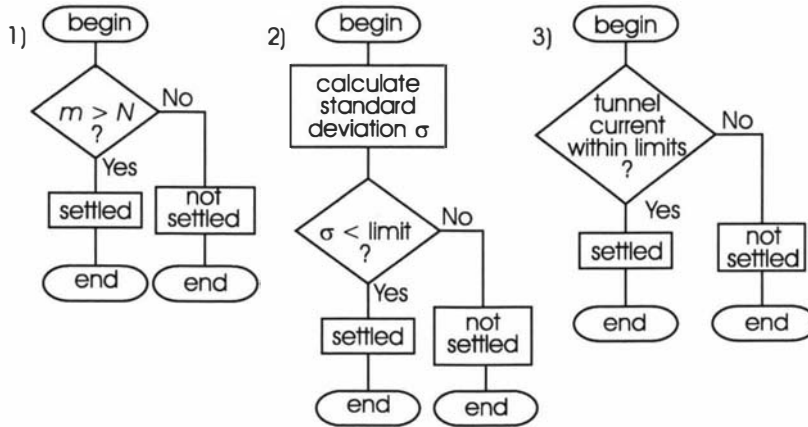 1)
begin
m > N
?
No
Yes
settled
not
settled
end
end
2)
begin
calculate
standard
deviation σ
σ < limit
?
No
Yes
settled
not
settled
end
end
3)
begin
tunnel
current
within limits
?
No
Yes
settled
not
settled
end
end